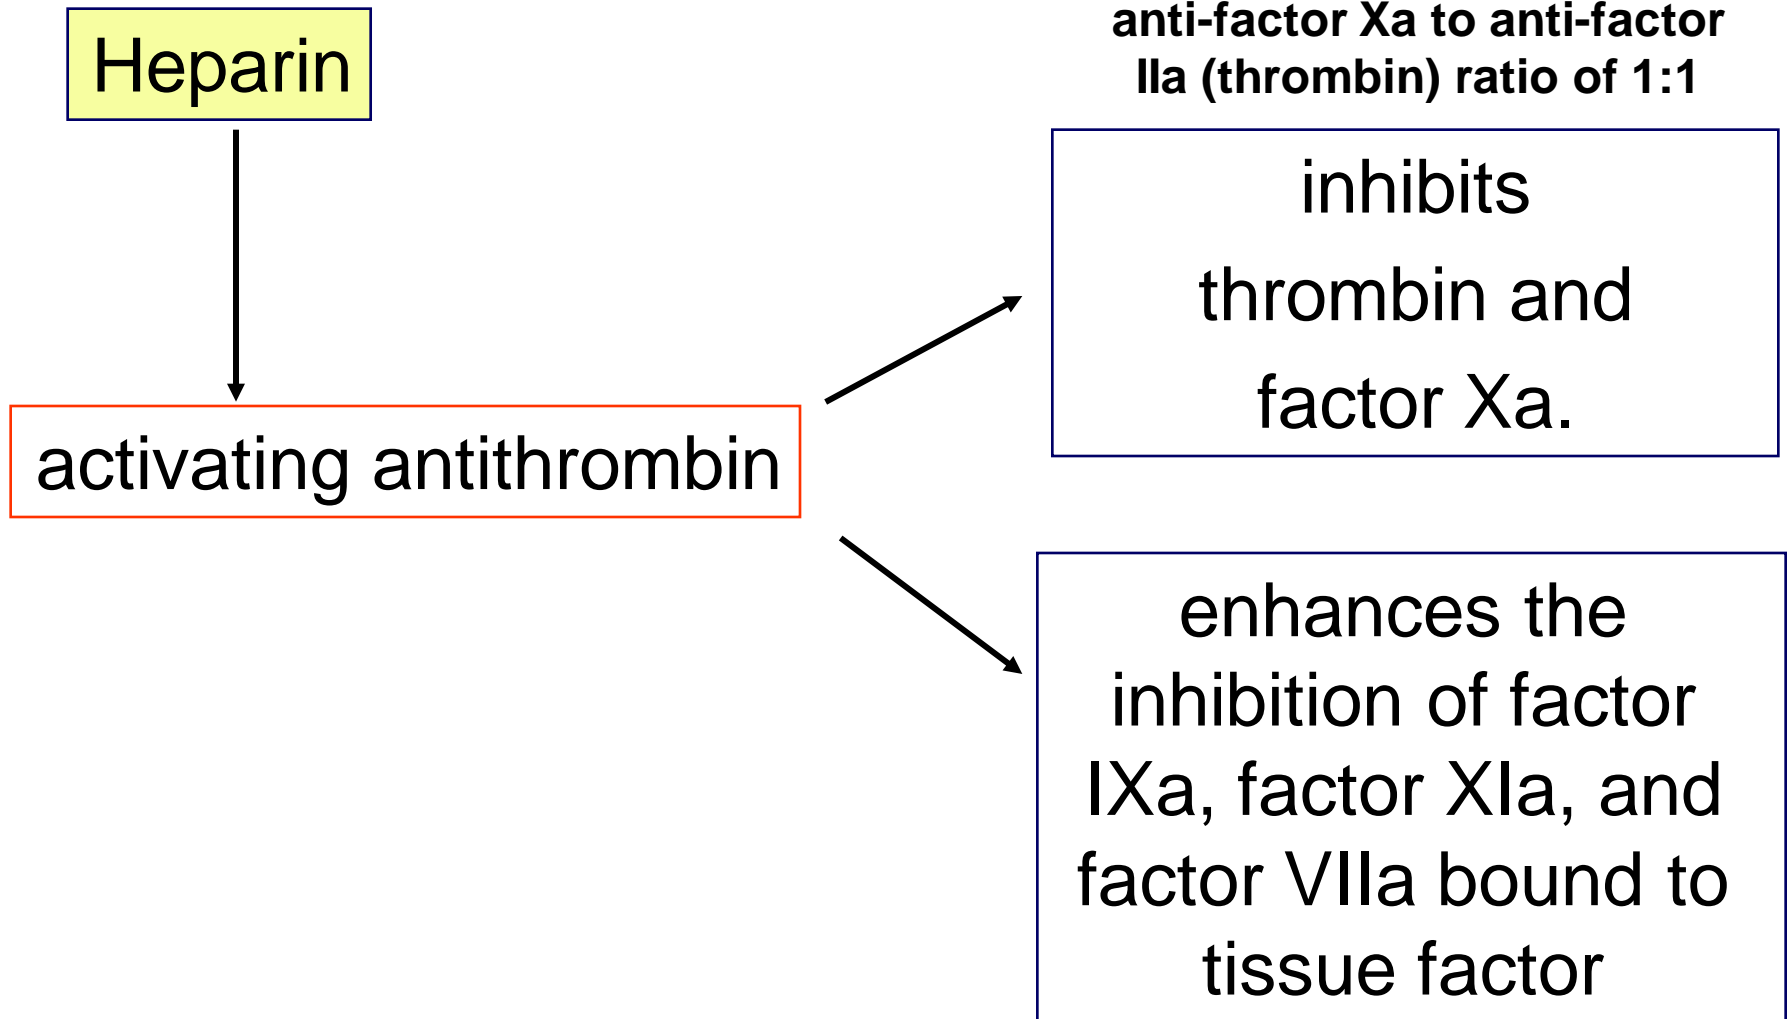 Heparin
anti-factor Xa to anti-factor
IIa (thrombin) ratio of 1:1
inhibits
thrombin and
factor Xa.
activating antithrombin
enhances the
inhibition of factor
IXa, factor XIa, and
factor VIIa bound to
tissue factor